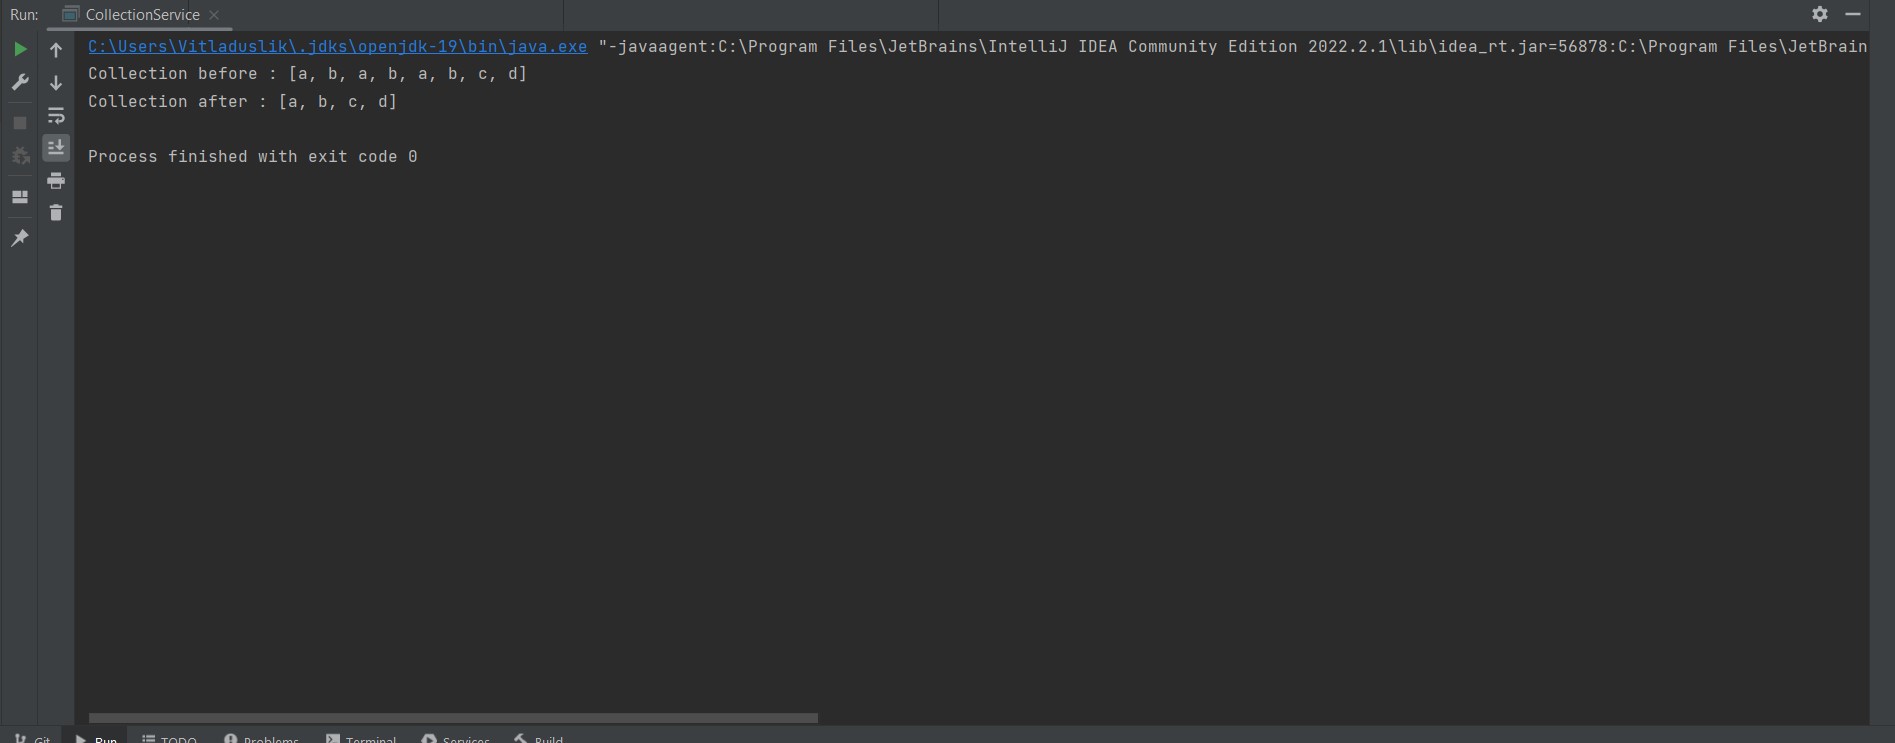 Run: CollectionService
C:\Users\Vitladuslik\.jdks\openjdk-19\bin\java.exe "-javaagent:C:\Program Files\JetBrains\IntelliJ IDEA Community Edition 2022.2.1\lib\idea_rt.jar=56878:C:\Program Files\JetBrain
Collection before : [a, b, a, b, a, b, c, d]
Collection after : [a, b, c, d]
Process finished with exit code 0
Git Run TODO Problems Terminal Services Build